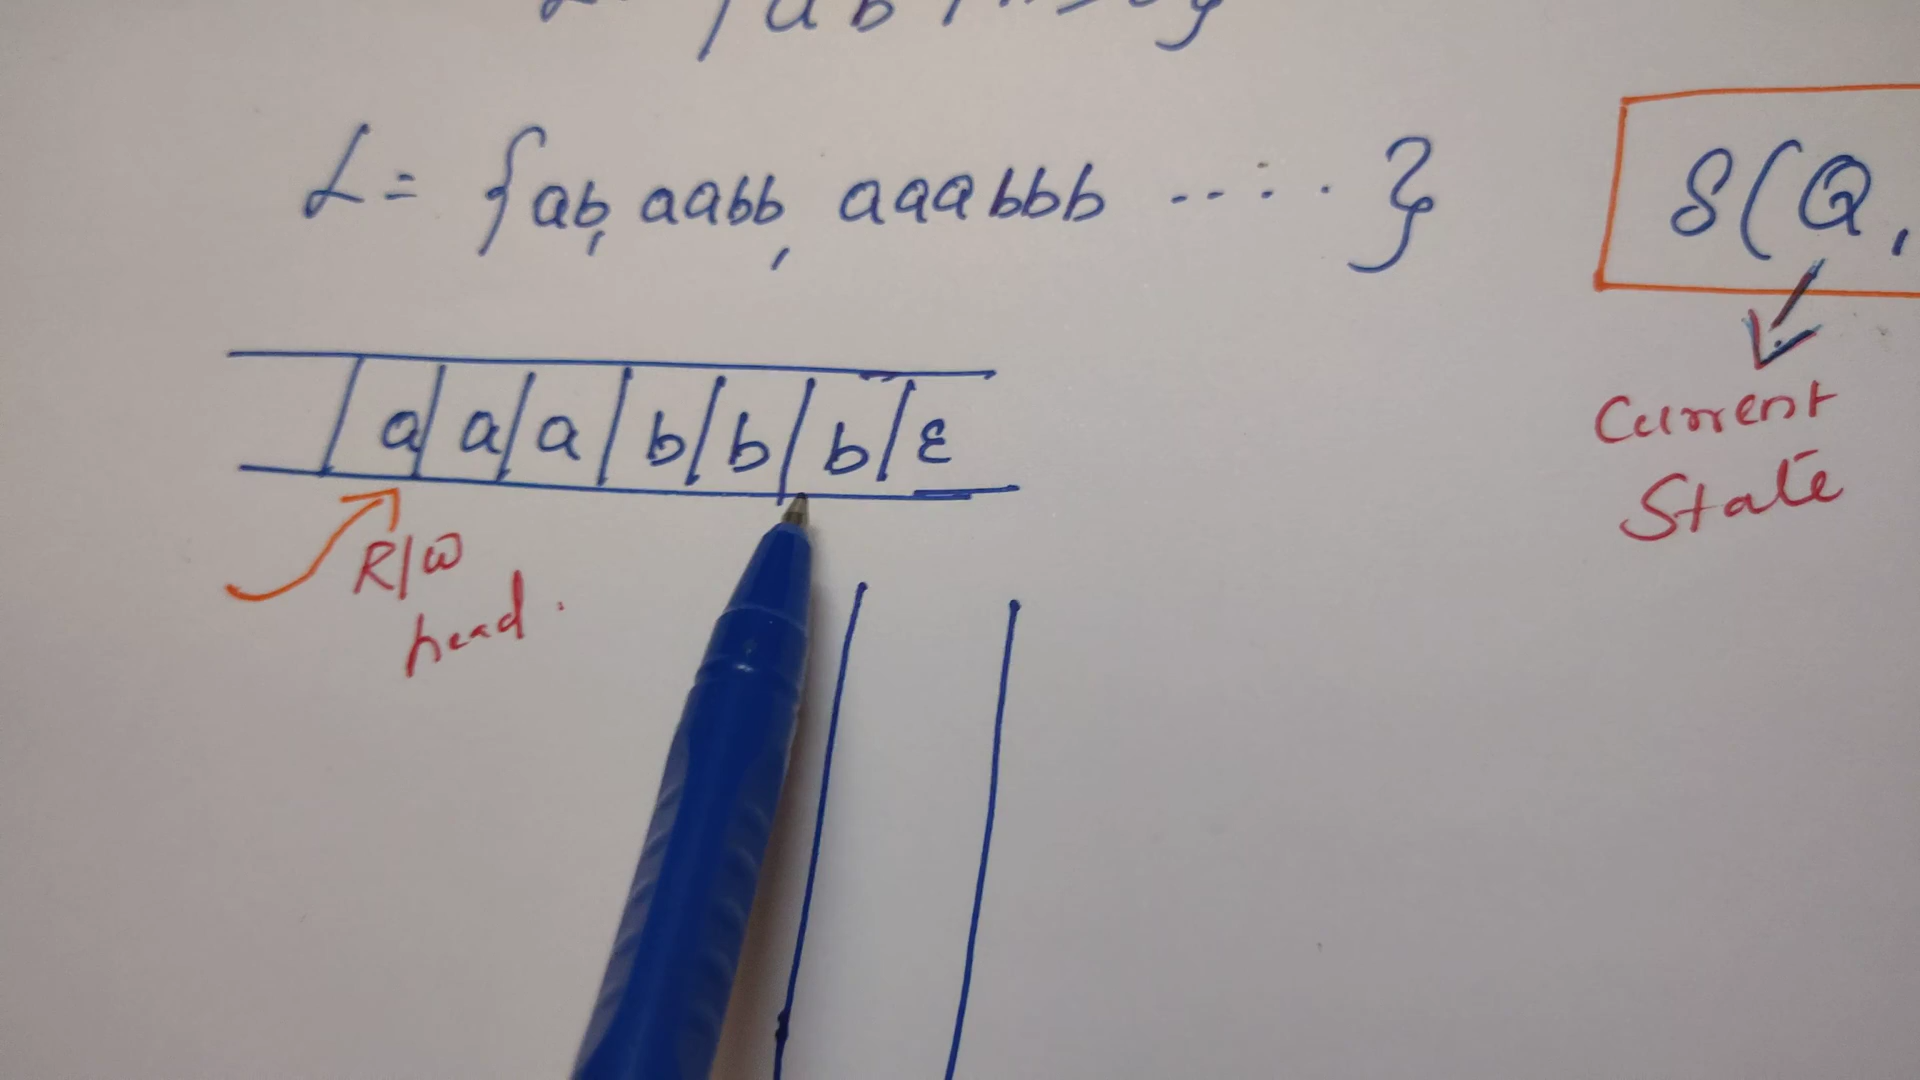 L = {ab, aabb, aaabbb ...... }
δ(Q,
a a a b b b ε
Current
State
R/W
head.